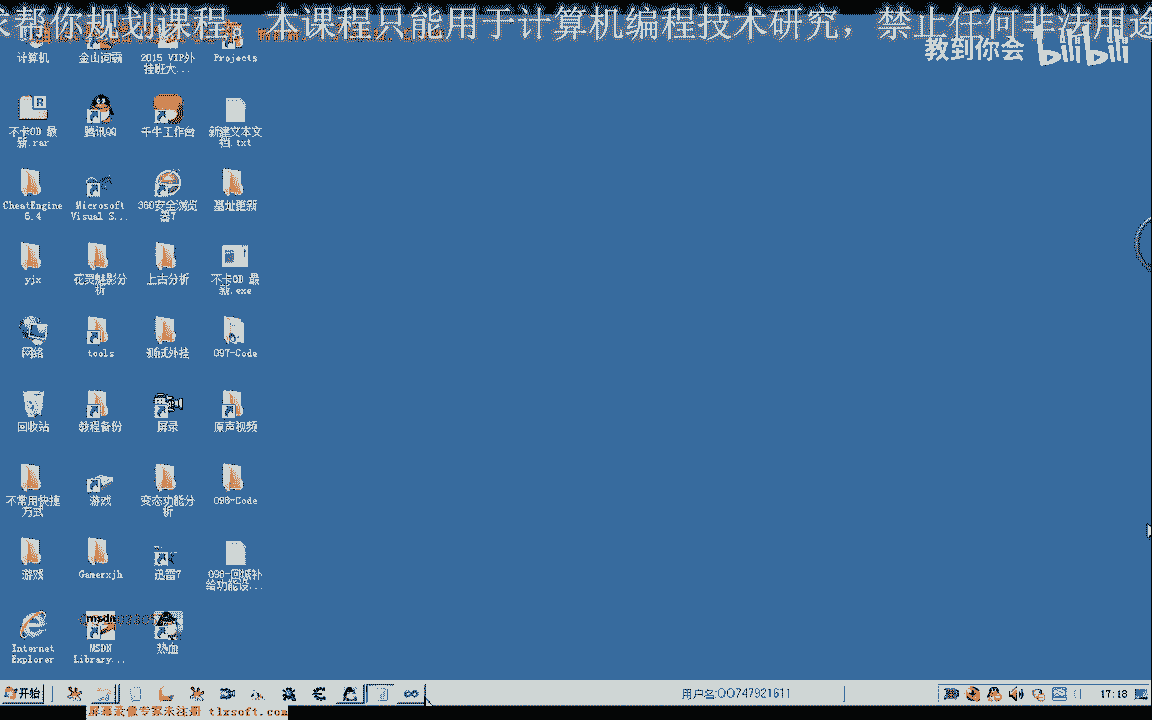 求帮你规划课程。本课程只能用于计算机编程技术研究，禁止任何非法用途
教到你会 bilibili
计算机
金山词霸
2015 VIP外挂班大...
Projects
不卡OD 最新.rar
腾讯QQ
千牛工作台
新建文本文档.txt
CheatEngine 6.4
Microsoft Visual S...
360安全浏览器7
基址更新
yjx
花灵魅影分析
上古分析
不卡OD 最新.exe
网络
tools
测试外挂
097-Code
回收站
教程备份
屏录
原声视频
不常用快捷方式
游戏
变态功能分析
098-Code
游戏
Gamerxjh
迅雷7
098-回城补给功能设...
Internet Explorer
msdn
MSDN Library...
热血
开始
用户名:QQ747921611
17:18
屏幕录像专家未注册 tlxsoft.com